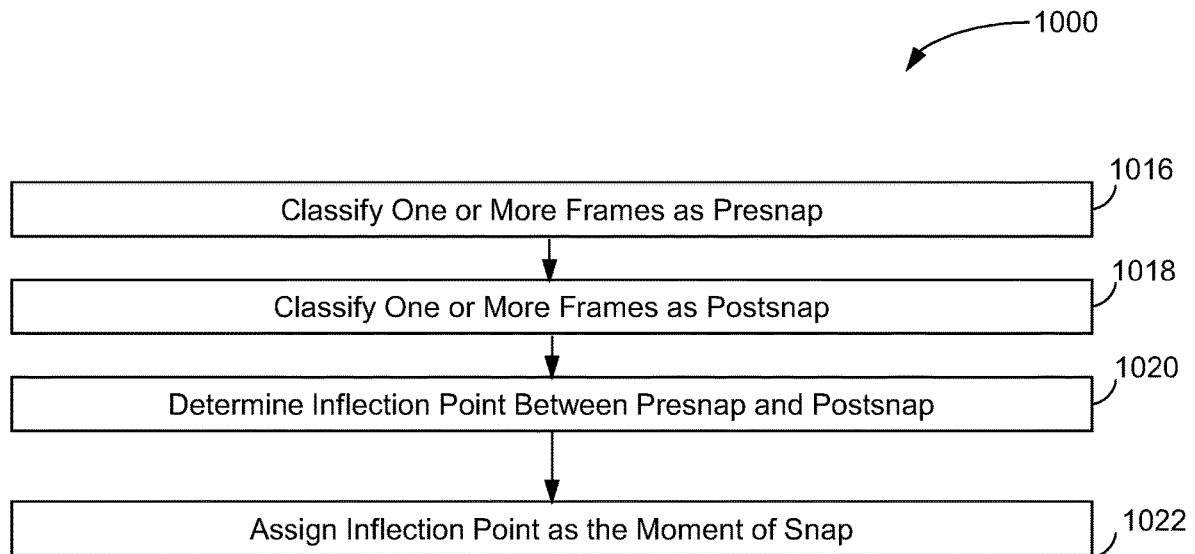 1000
1016
Classify One or More Frames as Presnap
1018
Classify One or More Frames as Postsnap
1020
Determine Inflection Point Between Presnap and Postsnap
1022
Assign Inflection Point as the Moment of Snap